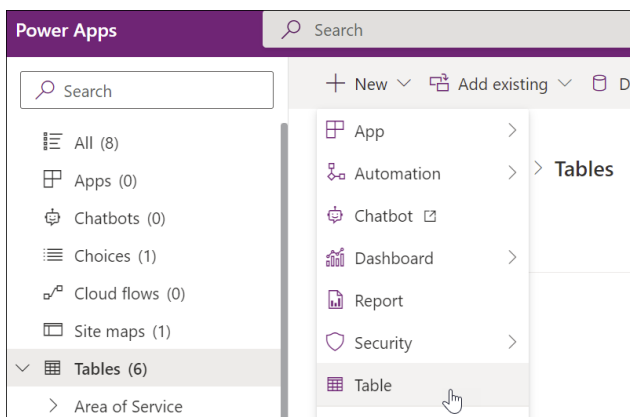 Power Apps
Search
Search
New
Add existing
D
All (8)
Apps (0)
Chatbots (0)
Choices (1)
Cloud flows (0)
Site maps (1)
Tables (6)
Area of Service
App
Automation
Chatbot
Dashboard
Report
Security
Table
Tables